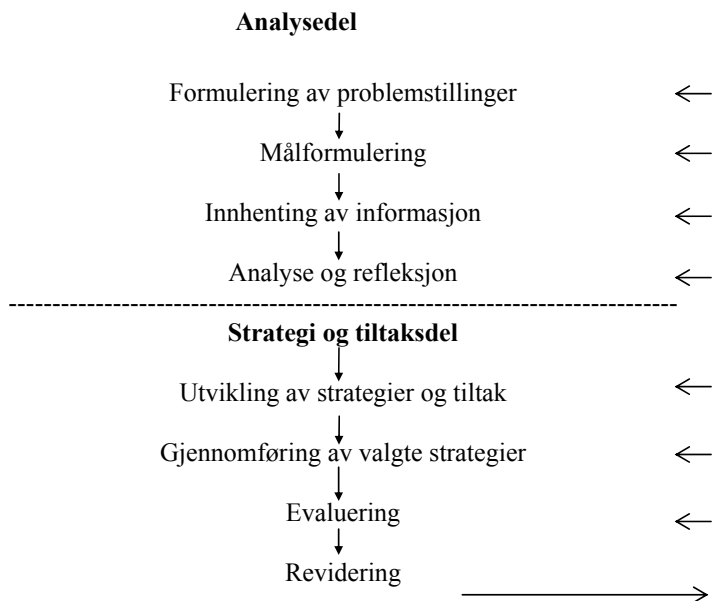 Analysedel
Formulering av problemstillinger
Målformulering
Innhenting av informasjon
Analyse og refleksjon
Strategi og tiltaksdel
Utvikling av strategier og tiltak
Gjennomføring av valgte strategier
Evaluering
Revidering